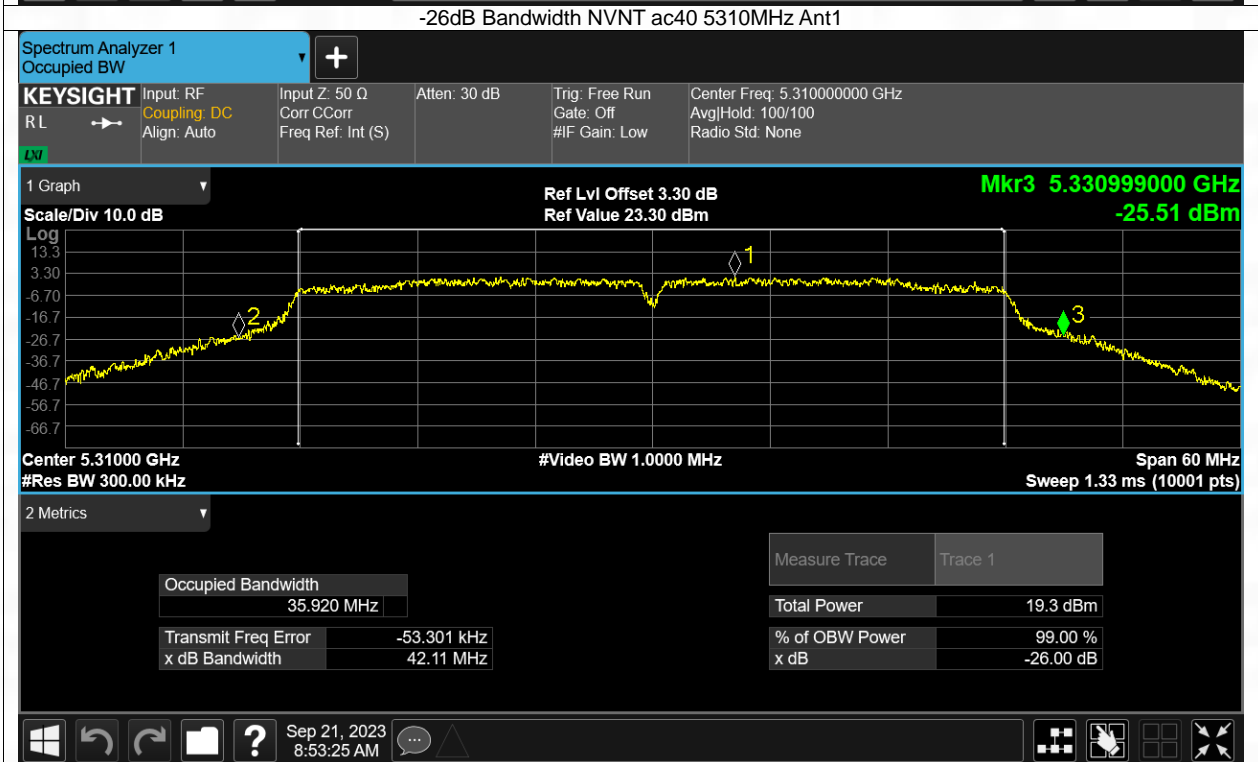 -26dB Bandwidth NVNT ac40 5310MHz Ant1
Spectrum Analyzer 1
Occupied BW
KEYSIGHT
R L
LXI
Input: RF
Coupling: DC
Align: Auto
Input Z: 50 Ω
Corr CCorr
Freq Ref: Int (S)
Atten: 30 dB
Trig: Free Run
Gate: Off
#IF Gain: Low
Center Freq: 5.310000000 GHz
Avg|Hold: 100/100
Radio Std: None
1 Graph
Scale/Div 10.0 dB
Ref Lvl Offset 3.30 dB
Ref Value 23.30 dBm
Mkr3 5.330999000 GHz
-25.51 dBm
Log
13.3
3.30
-6.70
-16.7
-26.7
-36.7
-46.7
-56.7
-66.7
1
2
3
Center 5.31000 GHz
#Res BW 300.00 kHz
#Video BW 1.0000 MHz
Span 60 MHz
Sweep 1.33 ms (10001 pts)
2 Metrics
Measure Trace Trace 1
Occupied Bandwidth
35.920 MHz
Total Power 19.3 dBm
Transmit Freq Error -53.301 kHz
% of OBW Power 99.00 %
x dB Bandwidth 42.11 MHz
x dB -26.00 dB
?
Sep 21, 2023
8:53:25 AM